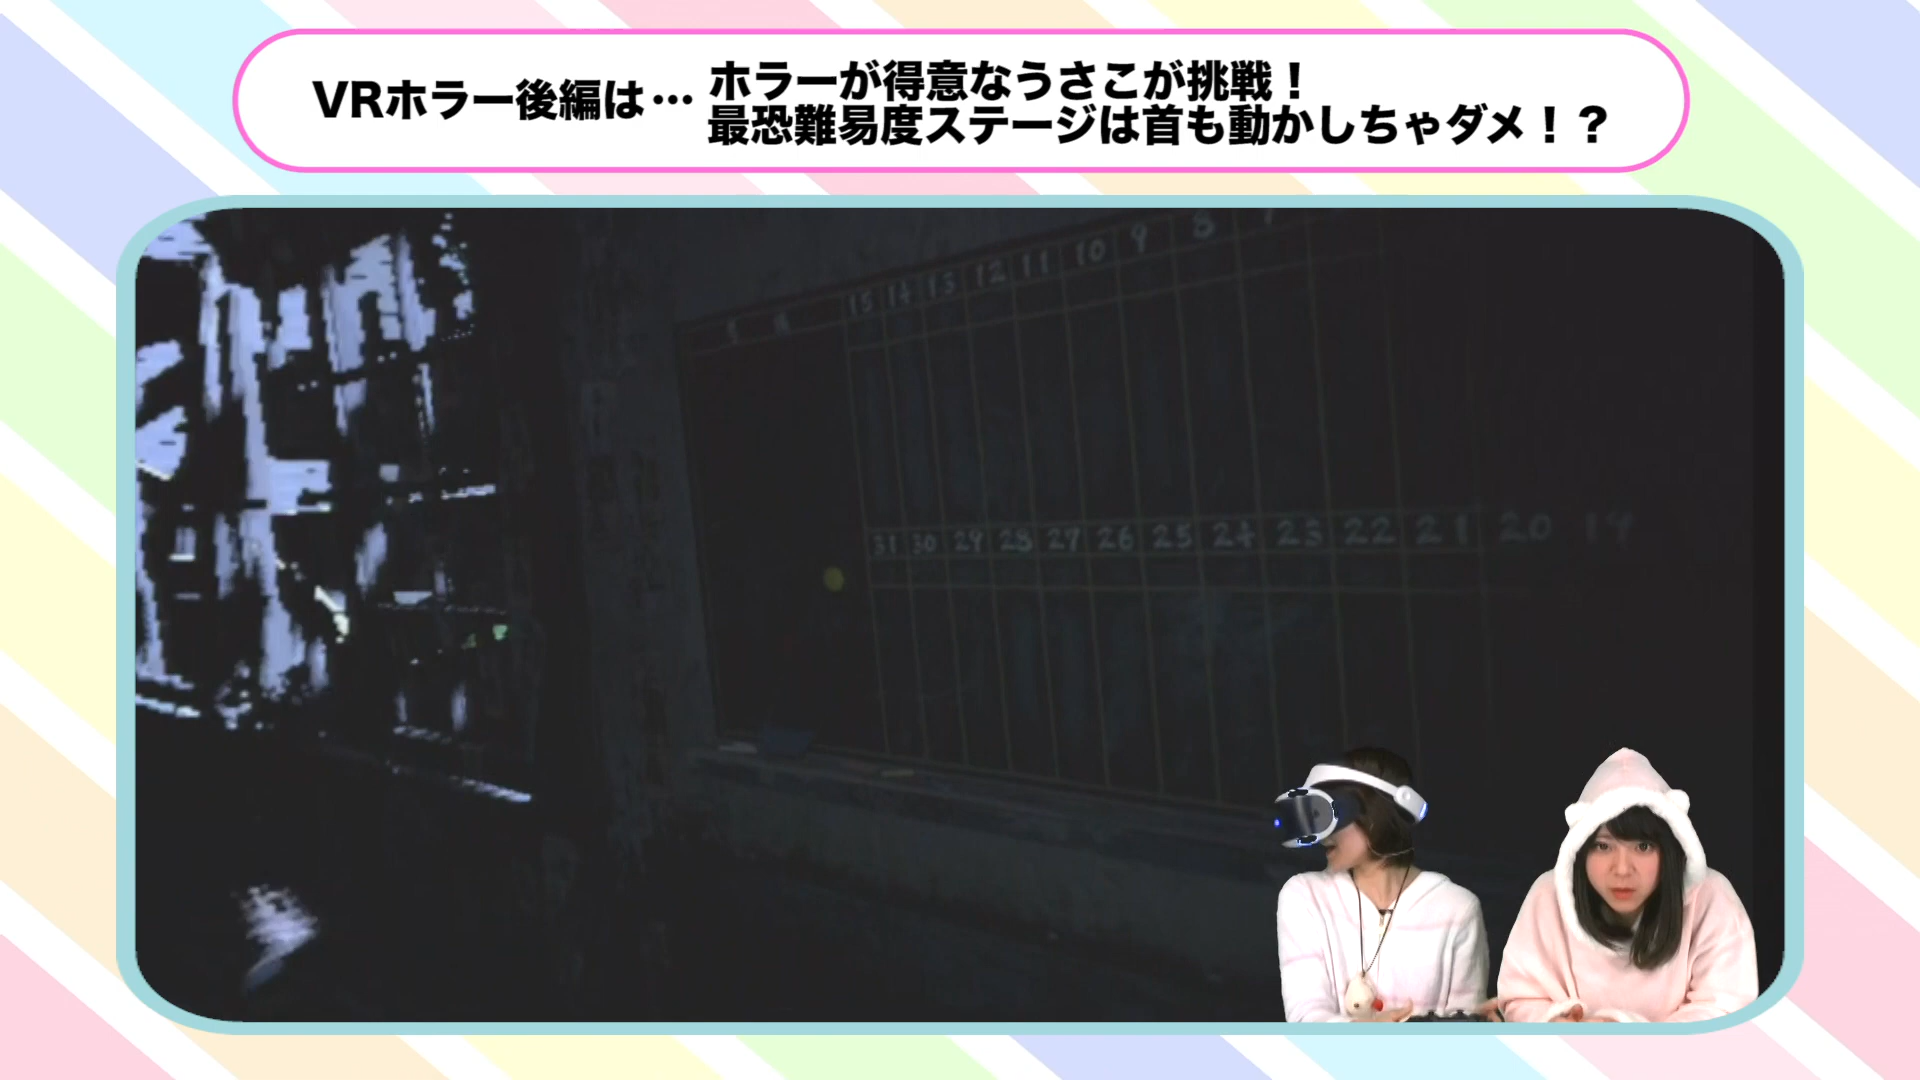 VRホラー後編は…
ホラーが得意なうさこが挑戦！
最恐難易度ステージは首も動かしちゃダメ！？
15 14 13 12 11 10 9 8 7
31 30 29 28 27 26 25 24 23 22 21 20 19